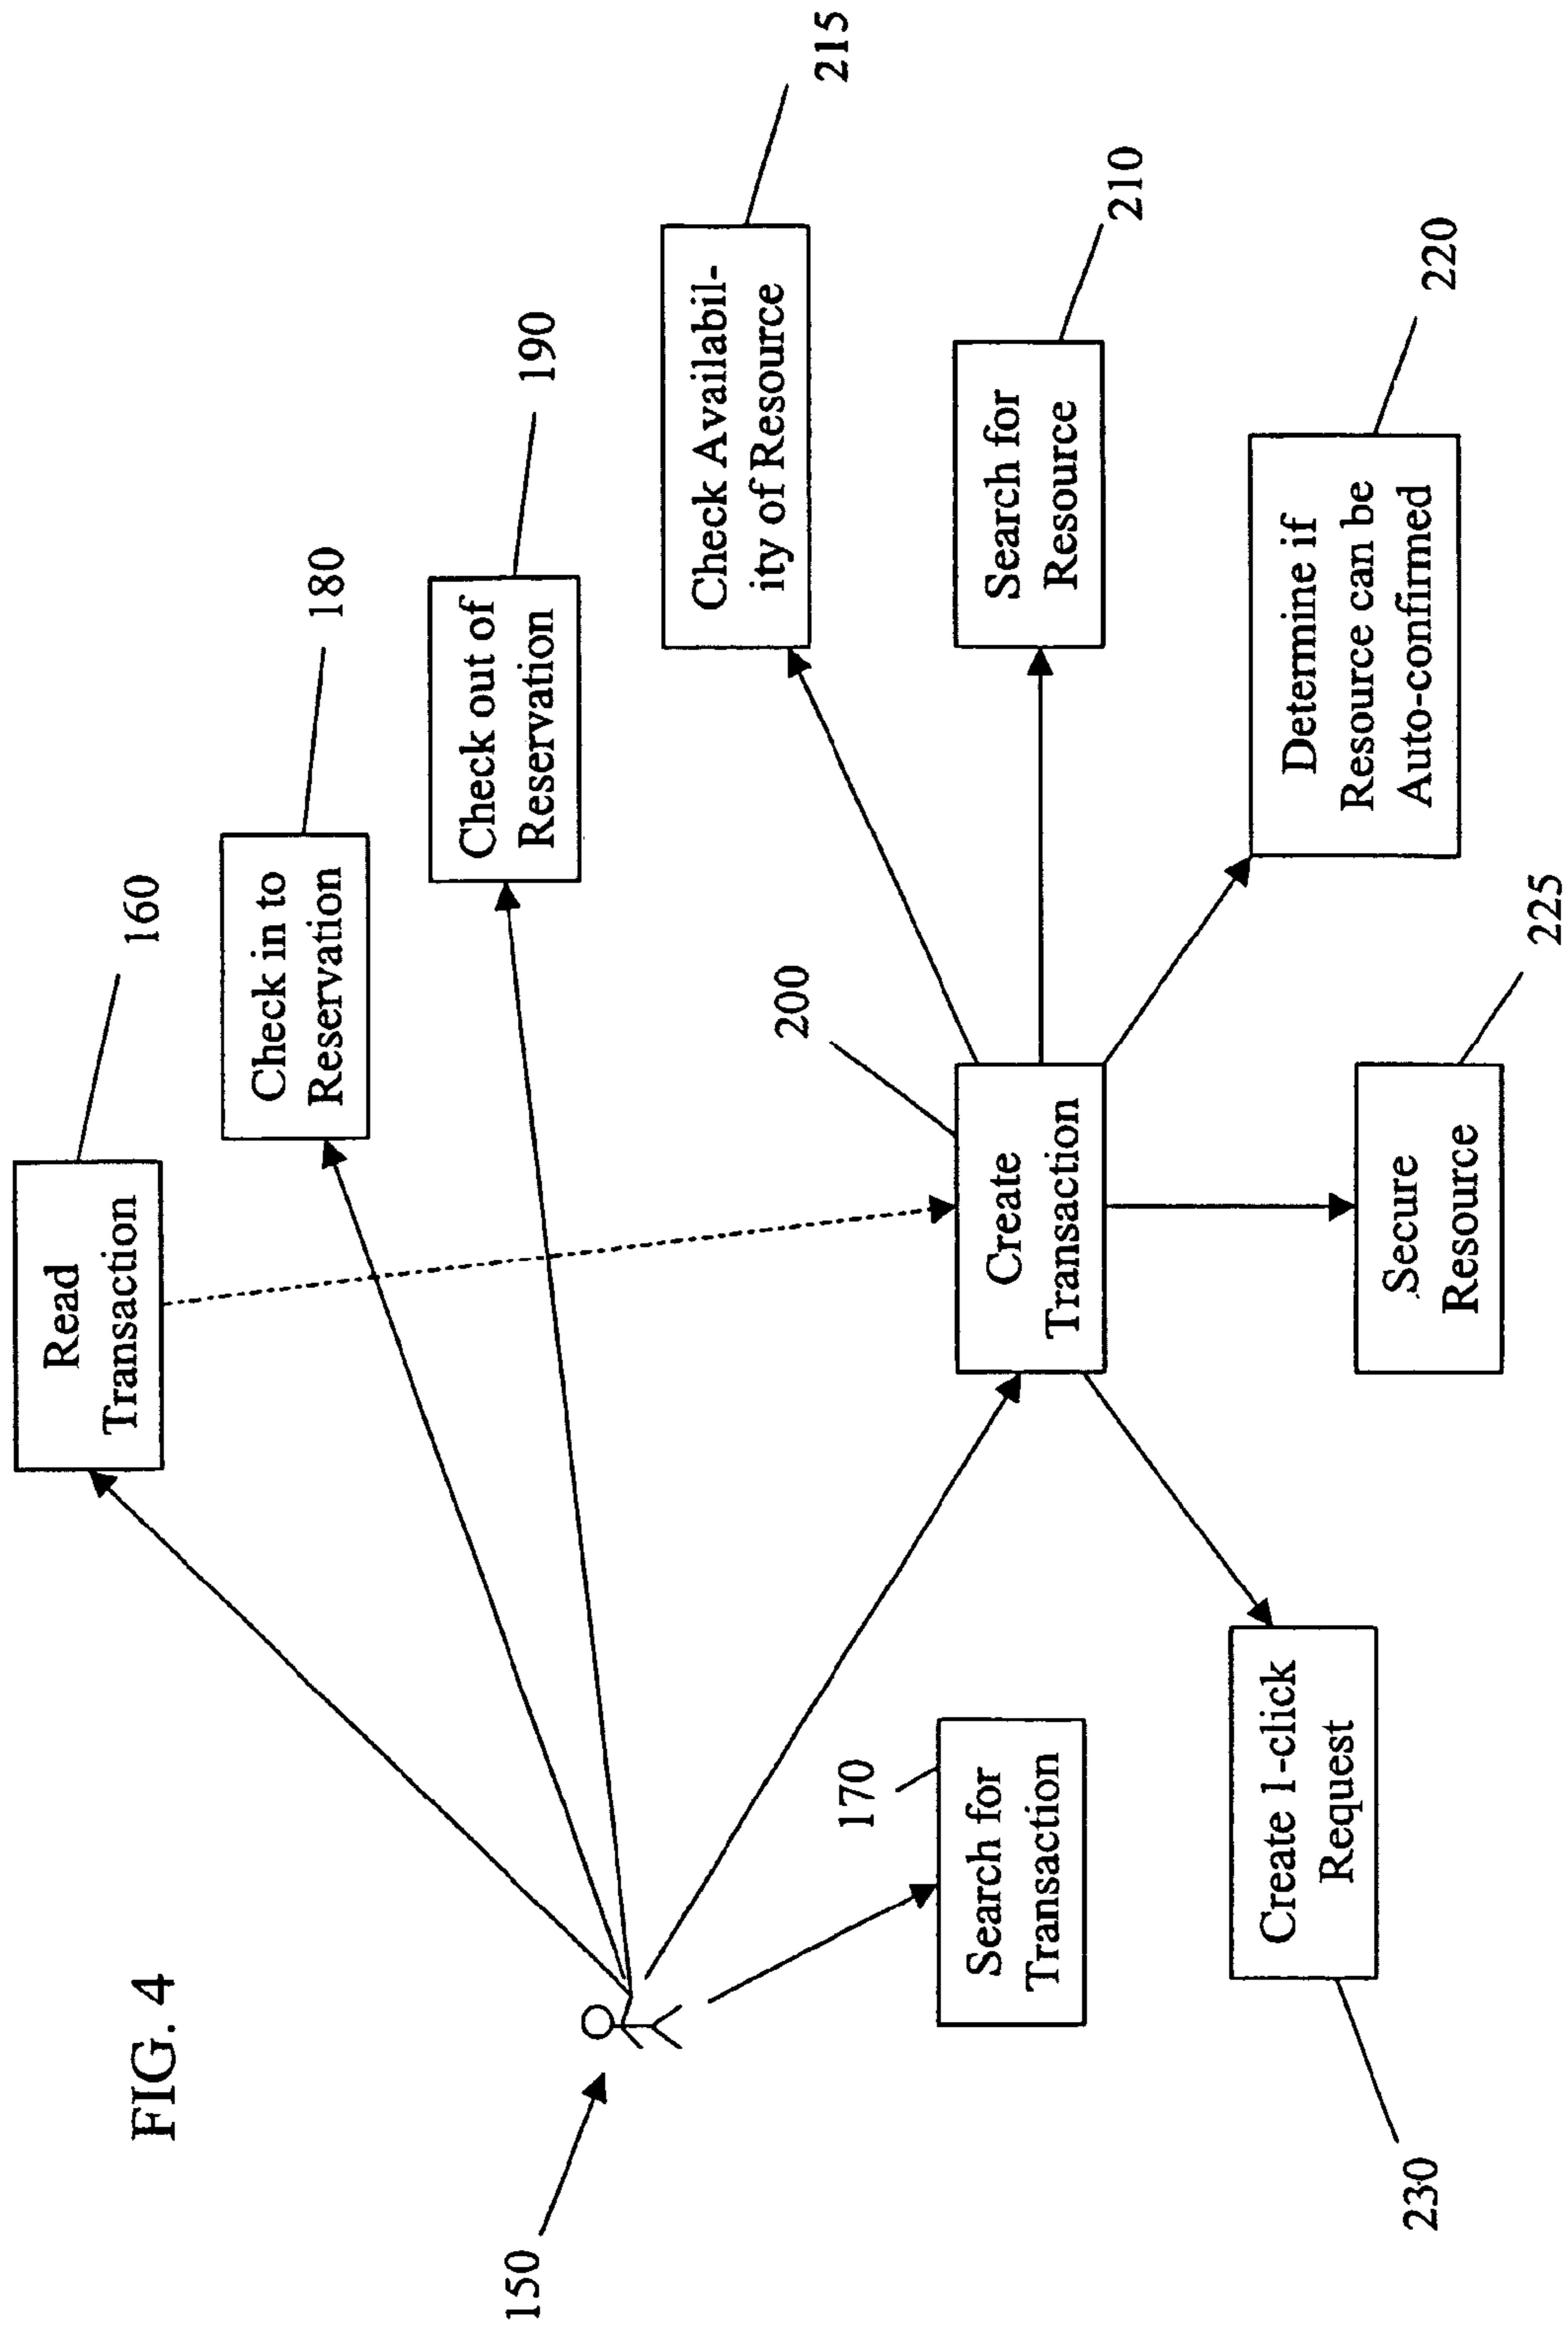 FIG. 4
Read
Transaction
160
Check in to
Reservation
180
Check out of
Reservation
190
150
Check Availabil-
ity of Resource
215
200
Search for
Transaction
170
Create
Transaction
Search for
Resource
210
Create 1-click
Request
230
Secure
Resource
225
Determine if
Resource can be
Auto-confirmed
220